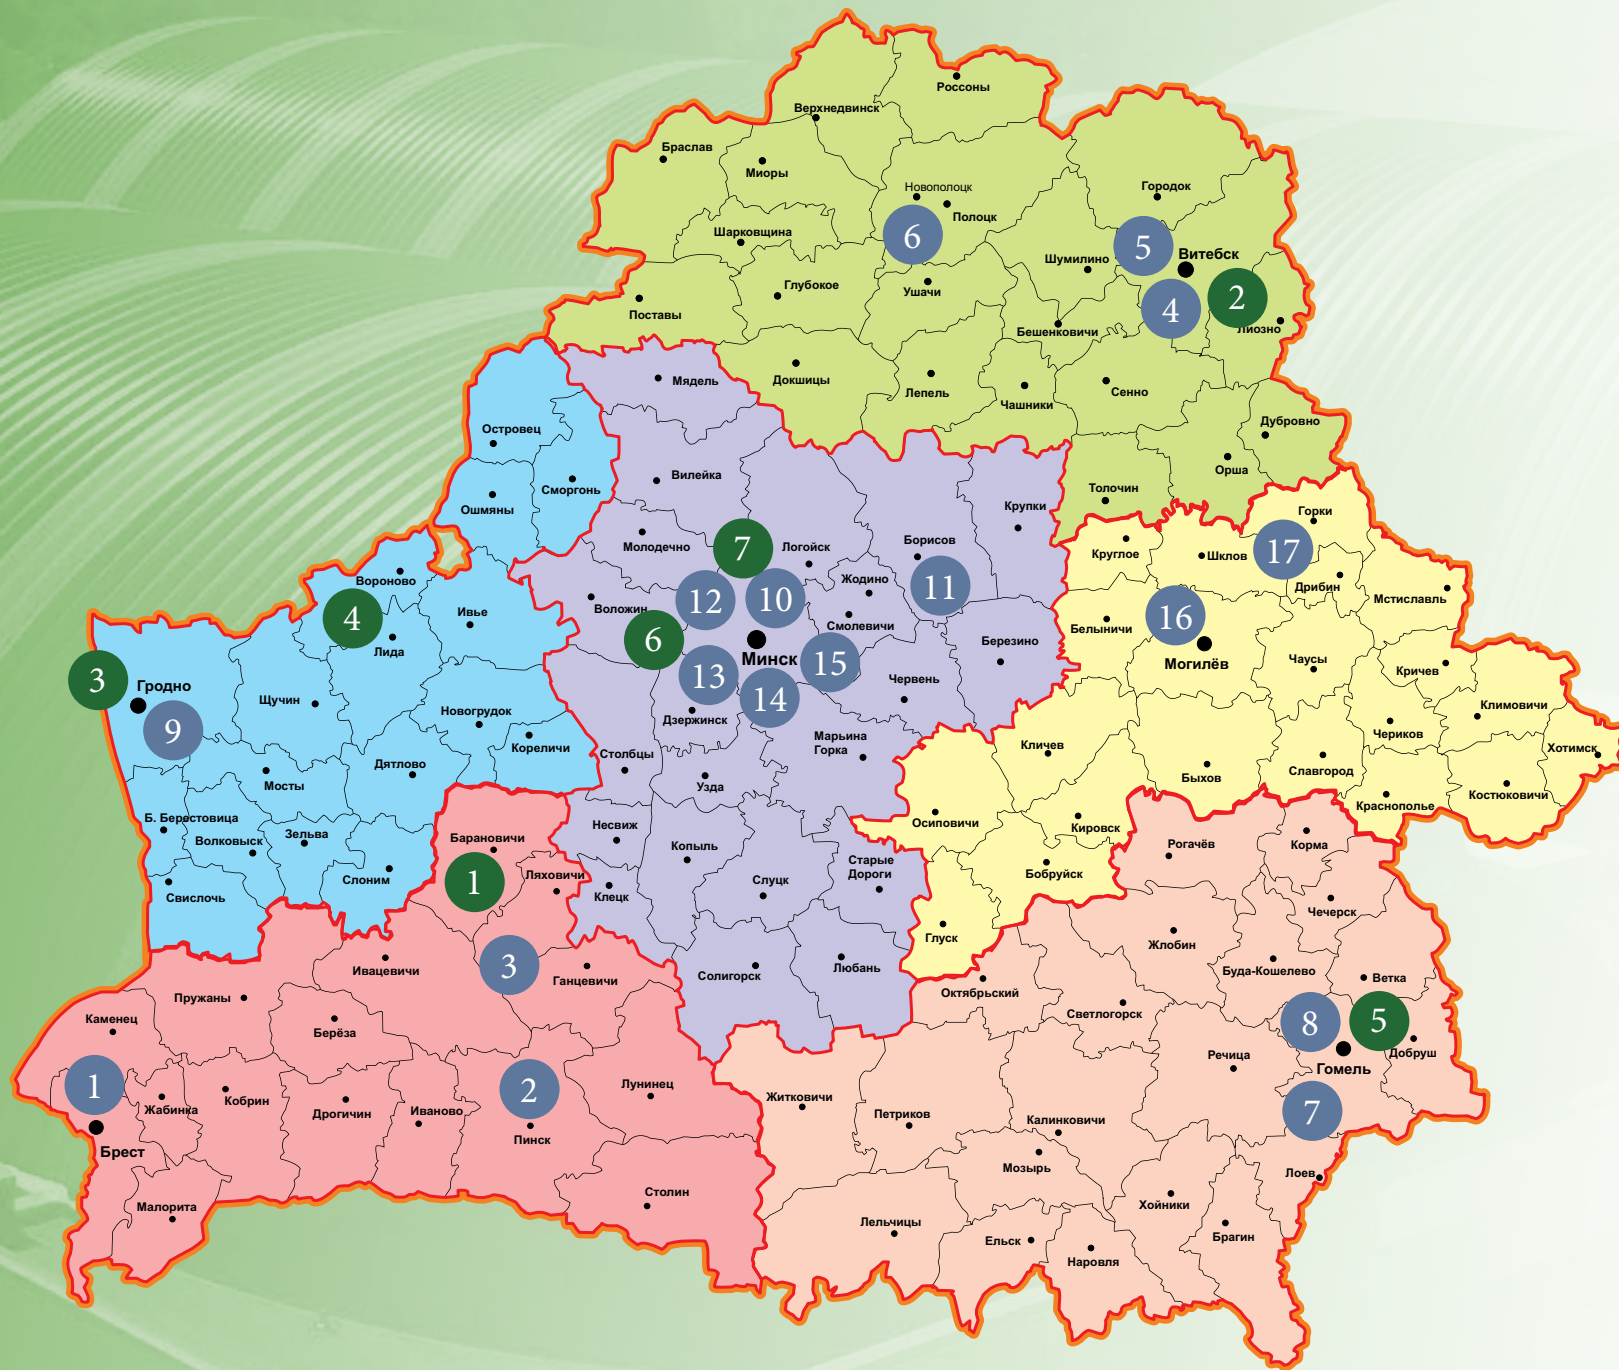 Россоны
Верхнедвинск
Браслав
Миоры
Городок
Новополоцк
Полоцк
6
Шарковщина
5
Витебск
Шумилино
2
4
Глубокое
Ушачи
Поставы
Бешенковичи
Лиозно
Докшицы
Мядель
Лепель
Чашники
Сенно
Дубровно
Островец
Орша
Вилейка
Сморгонь
Толочин
Ошмяны
Крупки
Горки
7
Молодечно
Логойск
Борисов
Круглое
Шклов
17
Вороново
Жодино
11
Дрибин
Мстиславль
12
10
Воложин
4
Ивье
Смолевичи
16
Белыничи
6
Лида
Минск
15
Березино
Могилёв
Чаусы
Кричев
3
Гродно
13
14
Червень
Щучин
Новогрудок
Дзержинск
Климовичи
9
Кореличи
Марьина
Горка
Кличев
Чериков
Хотимск
Столбцы
Дятлово
Мосты
Узда
Быхов
Славгород
Костюковичи
Краснополье
Б. Берестовица
Несвиж
Осиповичи
Кировск
Волковыск
Зельва
Барановичи
Копыль
Рогачёв
Корма
Старые
Дороги
1
Ляховичи
Слоним
Слуцк
Бобруйск
Свислочь
Клецк
Чечерск
Глуск
Жлобин
3
Ивацевичи
Ганцевичи
Солигорск
Любань
Буда-Кошелево
Ветка
Пружаны
Октябрьский
Светлогорск
Каменец
Берёза
8
5
Речица
Добруш
Гомель
1
2
Лунинец
Житковичи
7
Жабинка
Кобрин
Дрогичин
Иваново
Петриков
Калинковичи
Пинск
Брест
Мозырь
Лоев
Столин
Малорита
Хойники
Лельчицы
Ельск
Брагин
Наровля